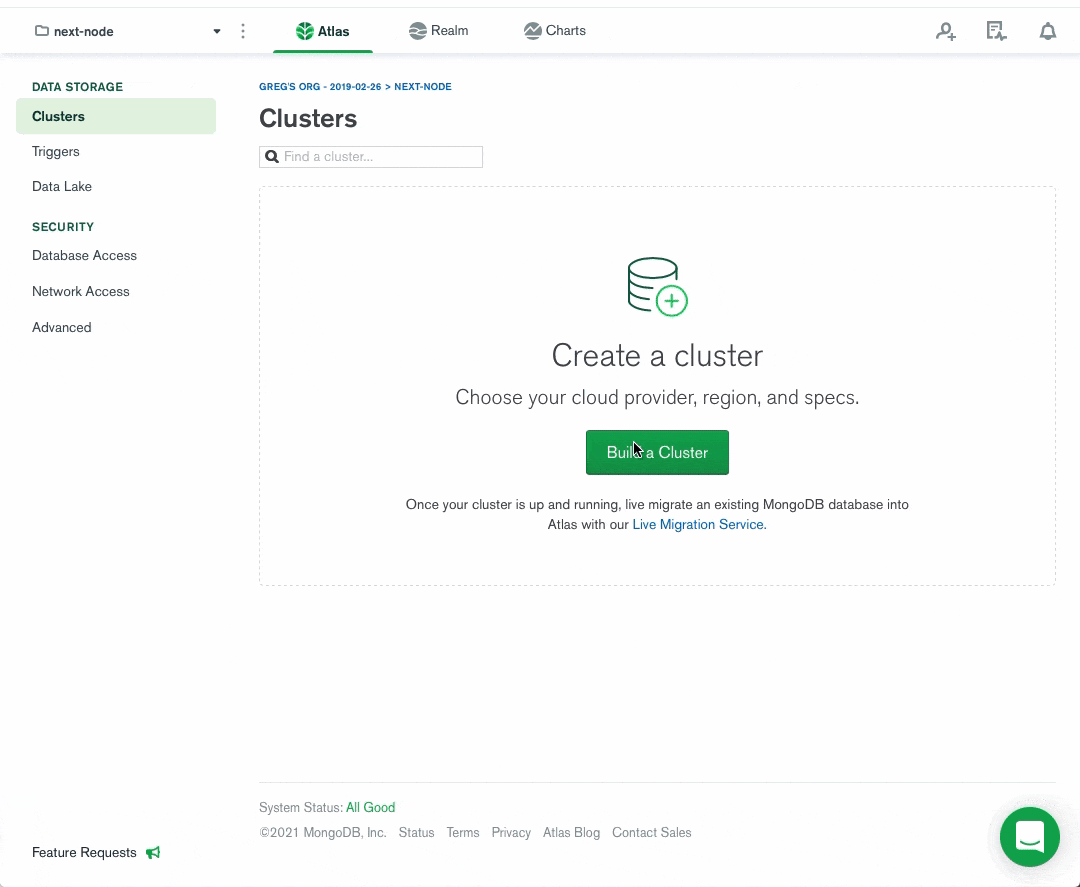 next-node
Atlas
Realm
Charts
DATA STORAGE
Clusters
Triggers
Data Lake
SECURITY
Database Access
Network Access
Advanced
GREG'S ORG - 2019-02-26 > NEXT-NODE
Clusters
Find a cluster...
Create a cluster
Choose your cloud provider, region, and specs.
Build a Cluster
Once your cluster is up and running, live migrate an existing MongoDB database into
Atlas with our Live Migration Service.
System Status: All Good
©2021 MongoDB, Inc. Status Terms Privacy Atlas Blog Contact Sales
Feature Requests